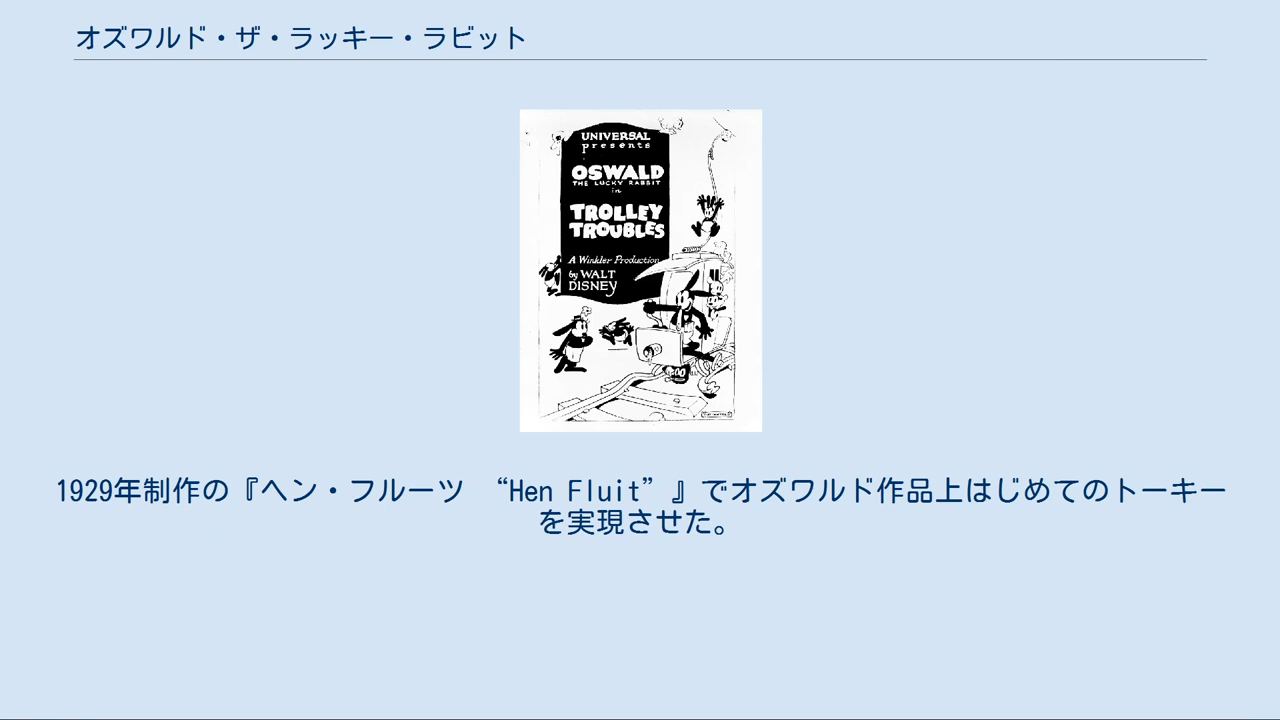 オズワルド・ザ・ラッキー・ラビット
UNIVERSAL
presents
OSWALD
THE LUCKY RABBIT
in
TROLLEY
TROUBLES
A Winkler Production
by WALT
DISNEY
1929年制作の『ヘン・フルーツ “Hen Fluit”』でオズワルド作品上はじめてのトーキー
を実現させた。